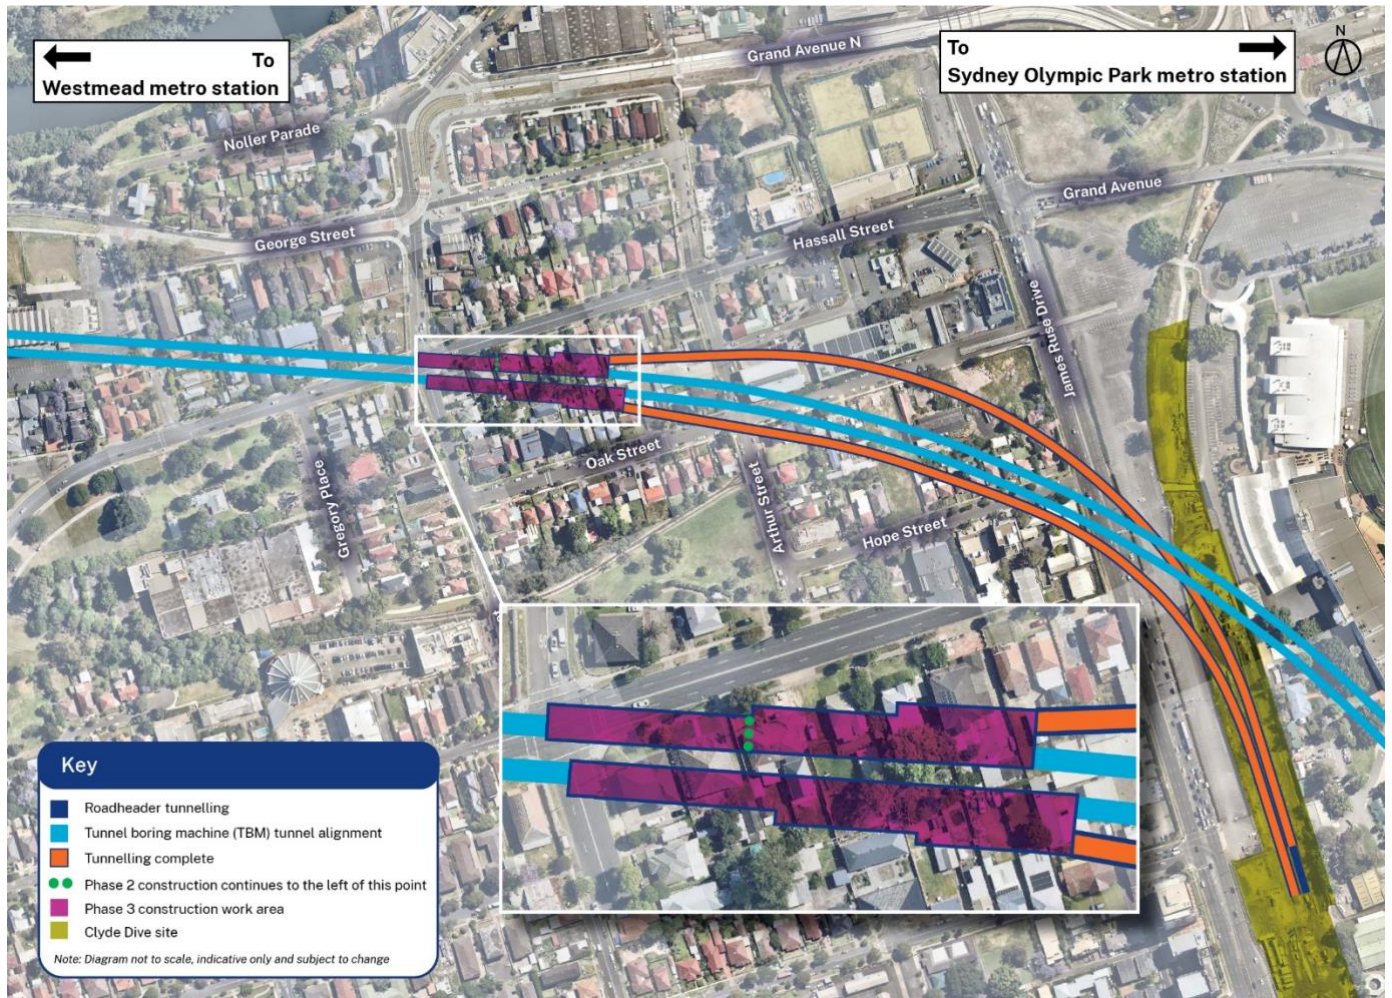 To
Westmead metro station
To
Sydney Olympic Park metro station
N
Grand Avenue N
Noller Parade
Grand Avenue
George Street
Hassall Street
James Ruse Drive
Oak Street
Gregory Place
Arthur Street
Hope Street
Key
Roadheader tunnelling
Tunnel boring machine (TBM) tunnel alignment
Tunnelling complete
Phase 2 construction continues to the left of this point
Phase 3 construction work area
Clyde Dive site
Note: Diagram not to scale, indicative only and subject to change